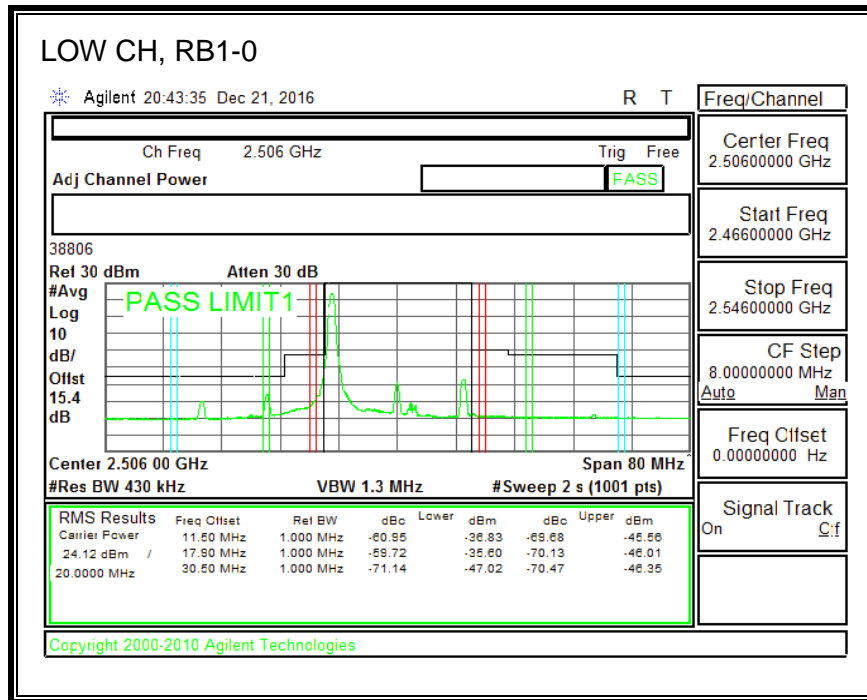 LOW CH, RB1-0
Agilent 20:43:35 Dec 21, 2016 R T
Freq/Channel
Ch Freq 2.506 GHz Trig Free
Adj Channel Power PASS
Center Freq
2.50600000 GHz
Start Freq
2.46600000 GHz
38806
Ref 30 dBm Atten 30 dB
#Avg
Log
10
dB/
Offst
15.4
dB
PASS LIMIT1
Stop Freq
2.54600000 GHz
CF Step
8.00000000 MHz
Auto Man
Freq Offset
0.00000000 Hz
Center 2.506 00 GHz Span 80 MHz
#Res BW 430 kHz VBW 1.3 MHz #Sweep 2 s (1001 pts)
Signal Track
On Off
RMS Results Freq Offset Ref BW dBc Lower dBm dBc Upper dBm
Carrier Power 11.50 MHz 1.000 MHz -60.95 -36.83 -69.68 -45.56
24.12 dBm / 17.90 MHz 1.000 MHz -59.72 -35.60 -70.13 -46.01
20.0000 MHz 30.50 MHz 1.000 MHz -71.14 -47.02 -70.47 -46.35
Copyright 2000-2010 Agilent Technologies